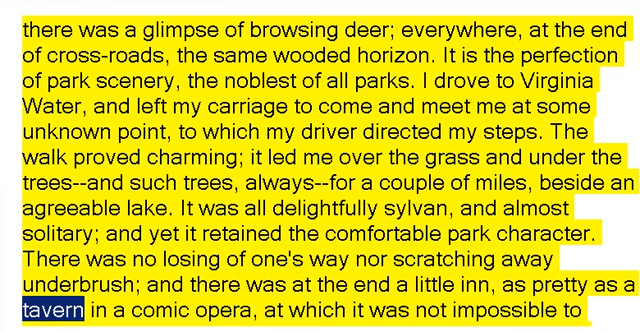 there was a glimpse of browsing deer; everywhere, at the end
of cross-roads, the same wooded horizon. It is the perfection
of park scenery, the noblest of all parks. I drove to Virginia
Water, and left my carriage to come and meet me at some
unknown point, to which my driver directed my steps. The
walk proved charming; it led me over the grass and under the
trees--and such trees, always--for a couple of miles, beside an
agreeable lake. It was all delightfully sylvan, and almost
solitary; and yet it retained the comfortable park character.
There was no losing of one's way nor scratching away
underbrush; and there was at the end a little inn, as pretty as a
tavern in a comic opera, at which it was not impossible to